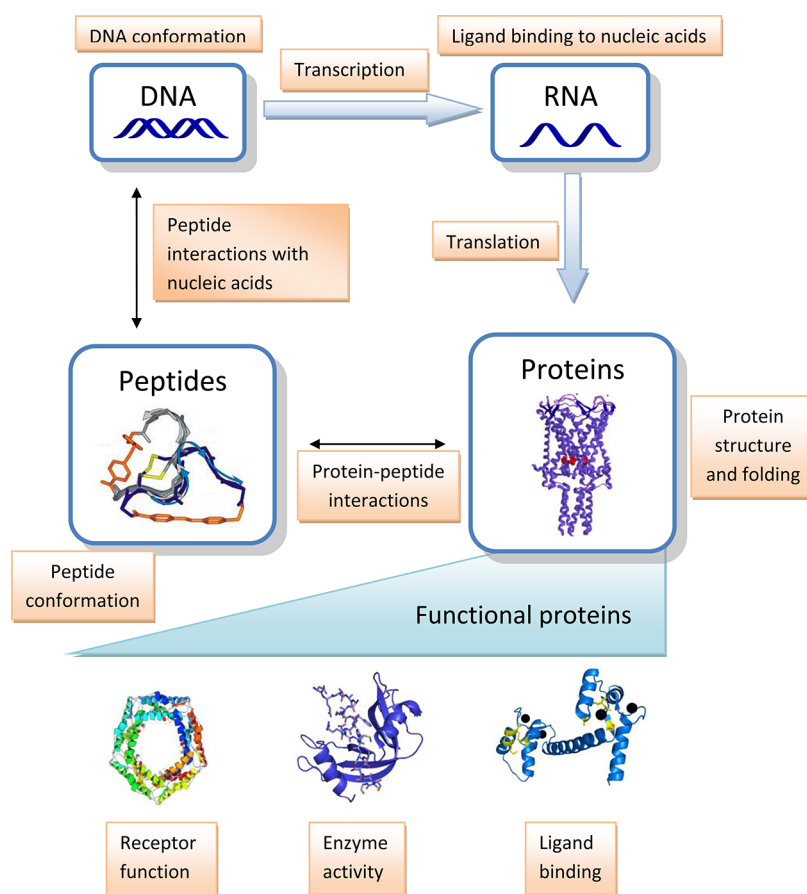 DNA conformation
Ligand binding to nucleic acids
Transcription
DNA
RNA
Peptide
interactions with
nucleic acids
Translation
Peptides
Proteins
Protein
structure
and folding
Protein-peptide
interactions
Peptide
conformation
Functional proteins
Receptor
function
Enzyme
activity
Ligand
binding